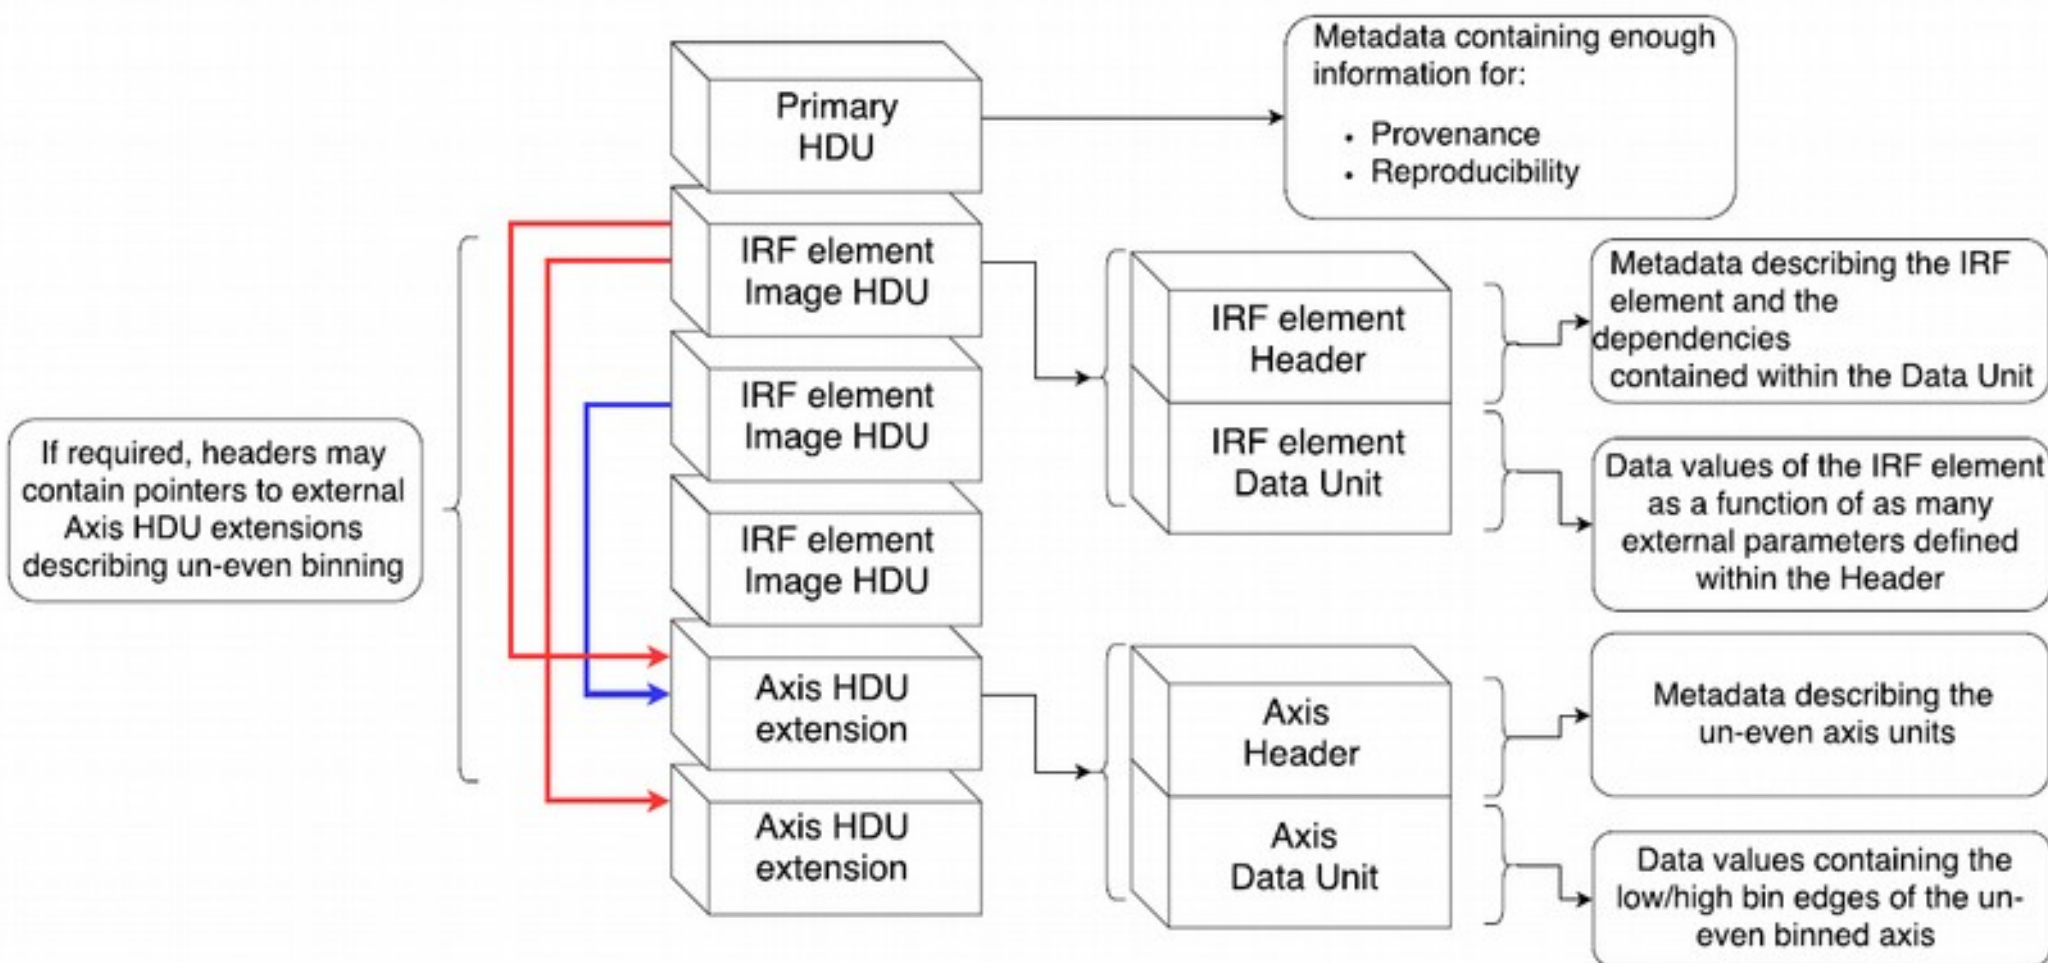 Metadata containing enough
information for:
• Provenance
• Reproducibility
Primary
HDU
IRF element
Image HDU
IRF element
Image HDU
IRF element
Image HDU
Axis HDU
extension
Axis HDU
extension
If required, headers may
contain pointers to external
Axis HDU extensions
describing un-even binning
IRF element
Header
IRF element
Data Unit
Metadata describing the IRF
element and the
dependencies
contained within the Data Unit
Data values of the IRF element
as a function of as many
external parameters defined
within the Header
Axis
Header
Axis
Data Unit
Metadata describing the
un-even axis units
Data values containing the
low/high bin edges of the un-
even binned axis